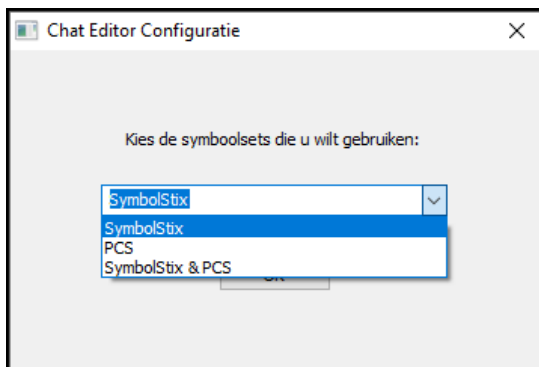 Chat Editor Configuratie
Kies de symboolsets die u wilt gebruiken:
SymbolStix
SymbolStix
PCS
SymbolStix & PCS